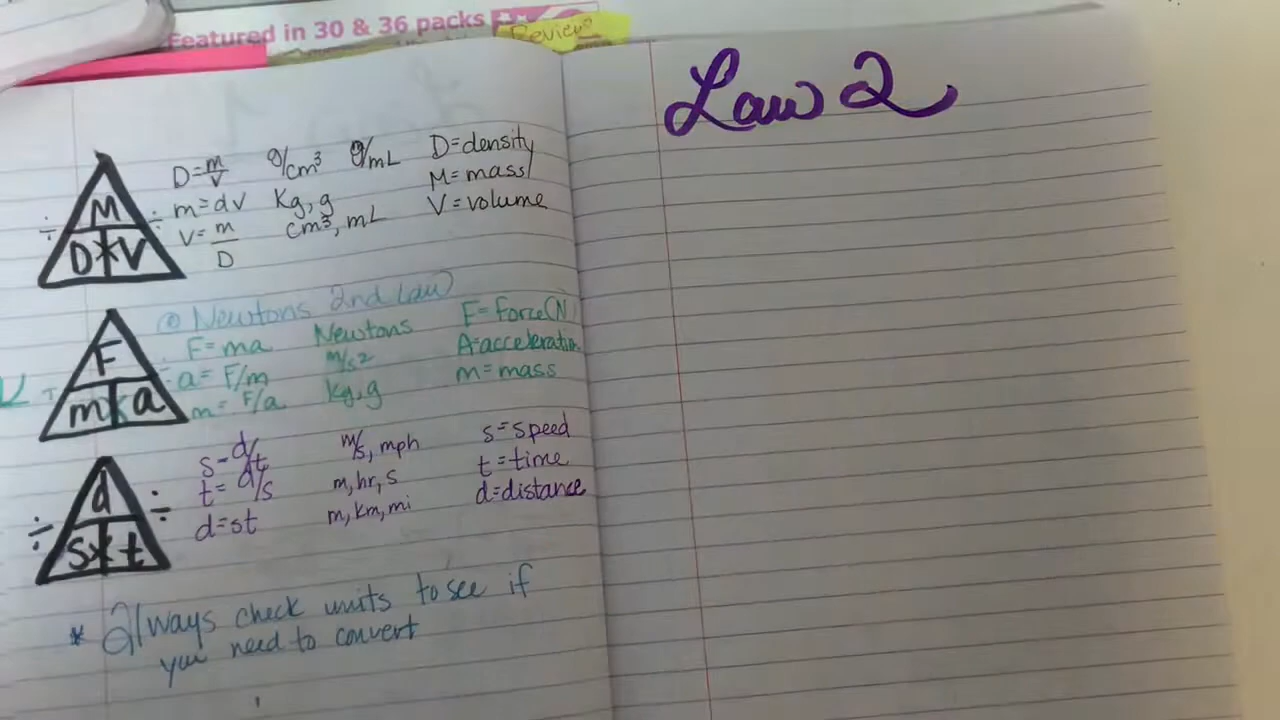 Featured in 30 & 36 packs
Review
Law 2
M
D * V
÷ ÷
D = m/V g/cm³ g/mL D=density
m=dV Kg, g M=mass
V= m/D cm³, mL V=volume
Newtons 2nd Law
F
m x a
F=ma Newtons F=force(N)
a= F/m m/s2 A=acceleration
m= F/a kg,g m=mass
d
s * t
÷ ÷
s-d/t m/s, mph s=speed
t= d/s m, hr, s t=time
d=st m, km, mi d=distance
* Always check units to see if
you need to convert